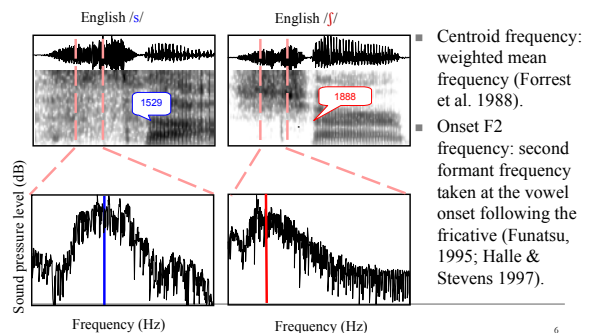 English /s/
English /ʃ/
1529
1888
Sound pressure level (dB)
Frequency (Hz)
Frequency (Hz)
■ Centroid frequency:
weighted mean
frequency (Forrest
et al. 1988).
■ Onset F2
frequency: second
formant frequency
taken at the vowel
onset following the
fricative (Funatsu,
1995; Halle &
Stevens 1997).
6